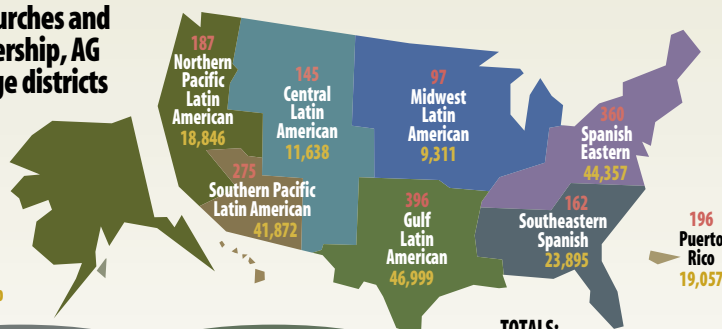 urches and
ership, AG
ge districts
187
Northern
Pacific
Latin
American
18,846
145
Central
Latin
American
11,638
97
Midwest
Latin
American
9,311
360
Spanish
Eastern
44,357
275
Southern Pacific
Latin American
41,872
396
Gulf
Latin
American
46,999
162
Southeastern
Spanish
23,895
196
Puerto
Rico
19,057
TOTALS: